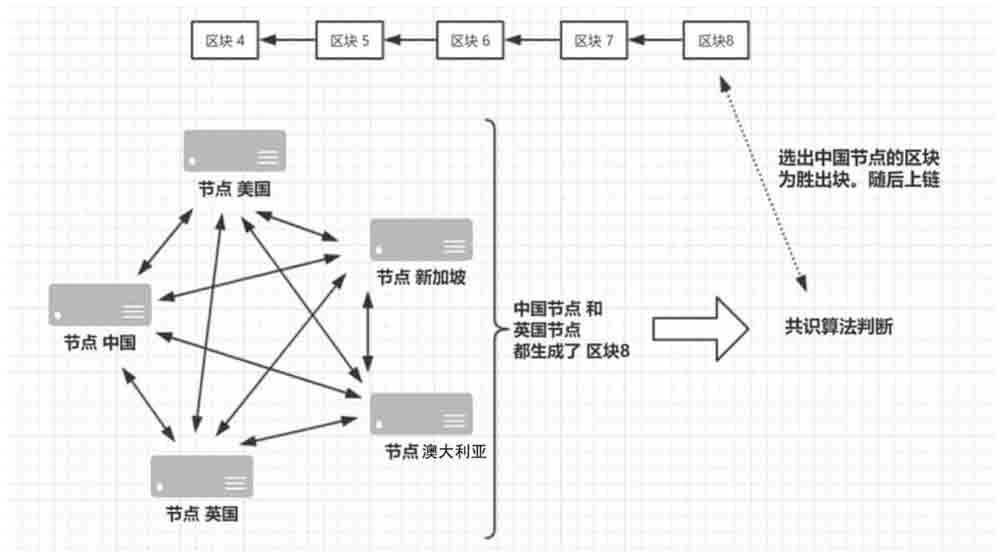 区块 4
区块 5
区块 6
区块 7
区块8
节点 美国
节点 新加坡
节点 中国
节点 澳大利亚
节点 英国
中国节点 和
英国节点
都生成了 区块8
选出中国节点的区块
为胜出块。随后上链
共识算法判断